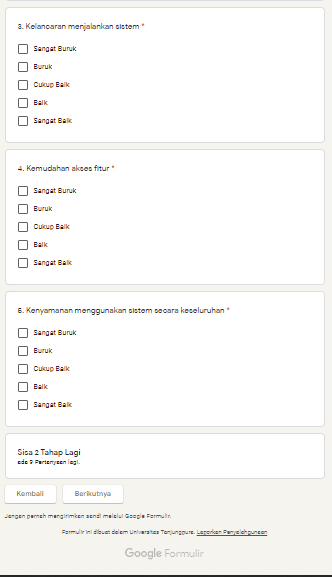 3. Kelancaran menjalankan sistem *
Sangat Buruk
Buruk
Cukup Baik
Baik
Sangat Baik
4. Kemudahan akses fitur *
Sangat Buruk
Buruk
Cukup Baik
Baik
Sangat Baik
5. Kenyamanan menggunakan sistem secara keseluruhan *
Sangat Buruk
Buruk
Cukup Baik
Baik
Sangat Baik
Sisa 2 Tahap Lagi
ada 9 Pertanyaan lagi.
Kembali
Berikutnya
Jangan pernah mengirimkan sandi melalui Google Formulir.
Formulir ini dibuat dalam Universitas Tanjungpura. Laporkan Penyalahgunaan
Google Formulir